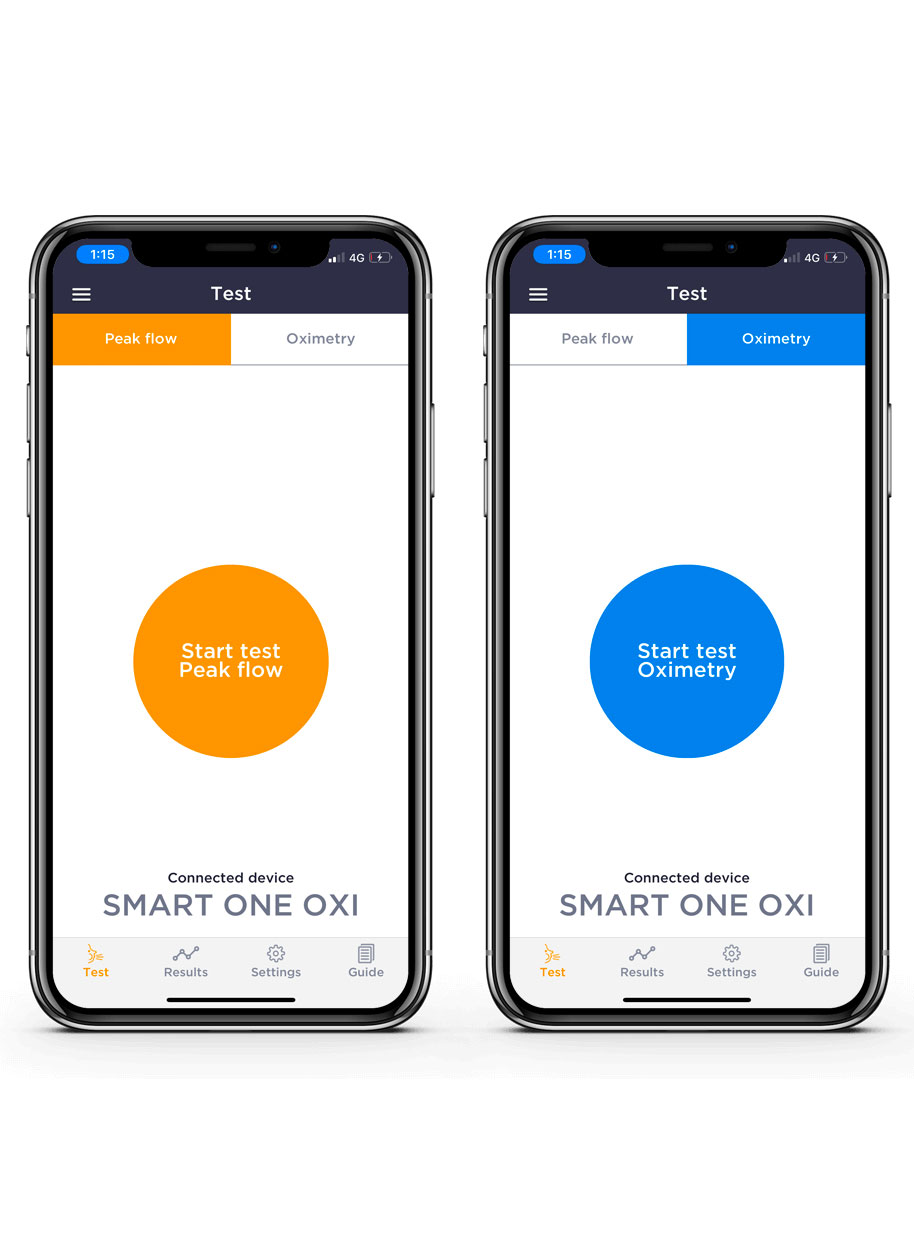 1:15
4G
Test
Peak flow
Oximetry
Start test
Peak flow
Connected device
SMART ONE OXI
Test
Results
Settings
Guide
1:15
4G
Test
Peak flow
Oximetry
Start test
Oximetry
Connected device
SMART ONE OXI
Test
Results
Settings
Guide